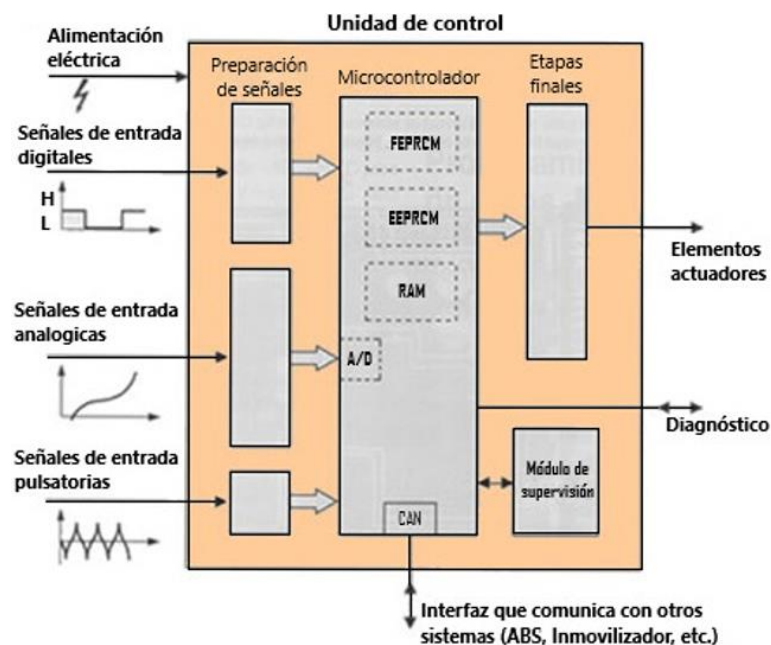 Unidad de control
Alimentación
eléctrica
Preparación
de señales
Microcontrolador
Etapas
finales
Señales de entrada
digitales
H
L
FEPRCM
EEPRCM
RAM
Elementos
actuadores
Señales de entrada
analogicas
A/D
Diagnóstico
Señales de entrada
pulsatorias
Módulo de
supervisión
CAN
Interfaz que comunica con otros
sistemas (ABS, Inmovilizador, etc.)